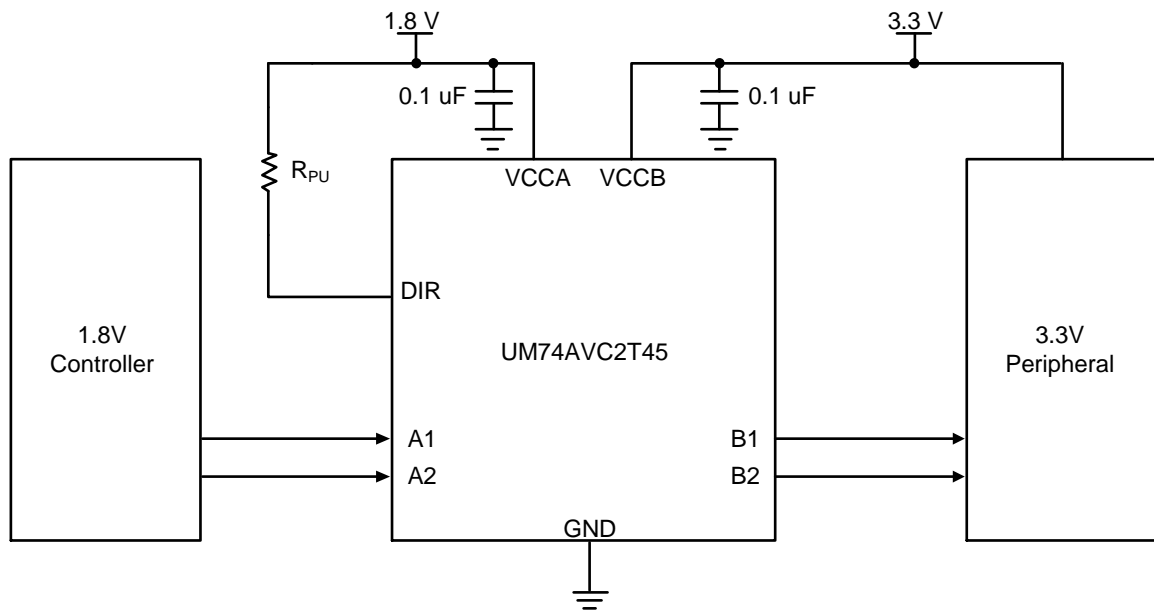 1.8 V
3.3 V
0.1 uF
0.1 uF
RPU
VCCA
VCCB
DIR
1.8V
Controller
UM74AVC2T45
3.3V
Peripheral
A1
B1
A2
B2
GND